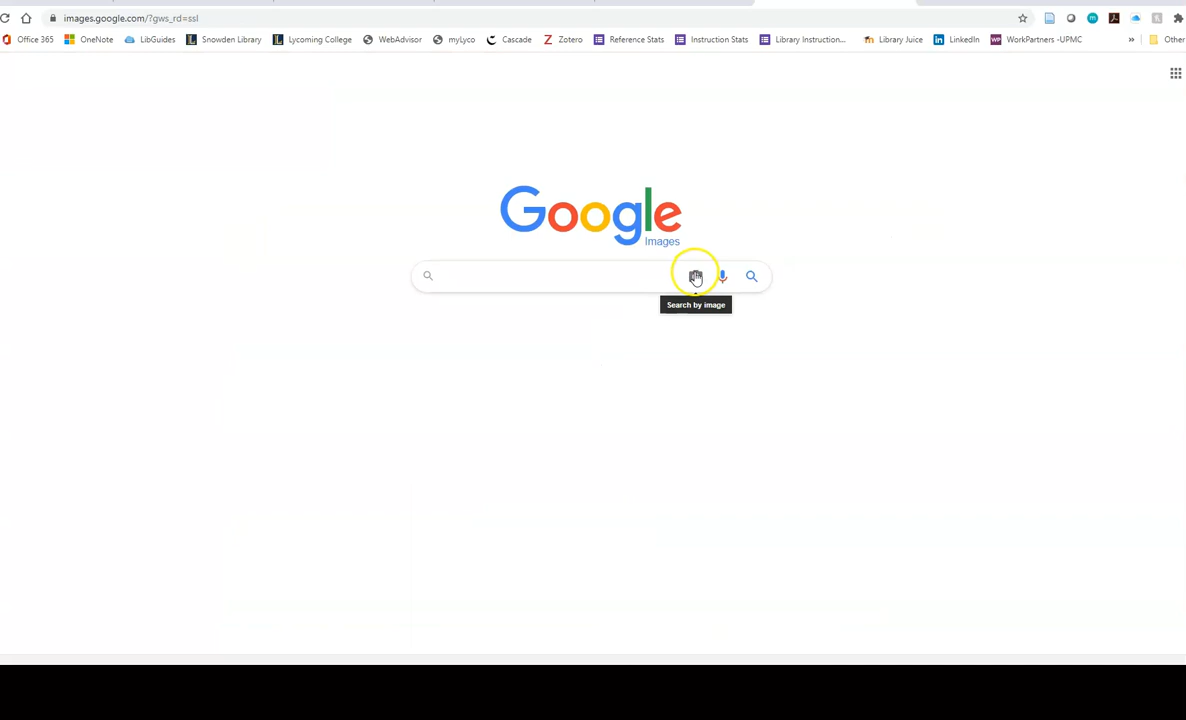 images.google.com/?gws_rd=ssl
Office 365 OneNote LibGuides Snowden Library Lycoming College WebAdvisor myLyco Cascade Zotero Reference Stats Instruction Stats Library Instruction... Library Juice LinkedIn WorkPartners -UPMC » Other
Google
Images
Search by image